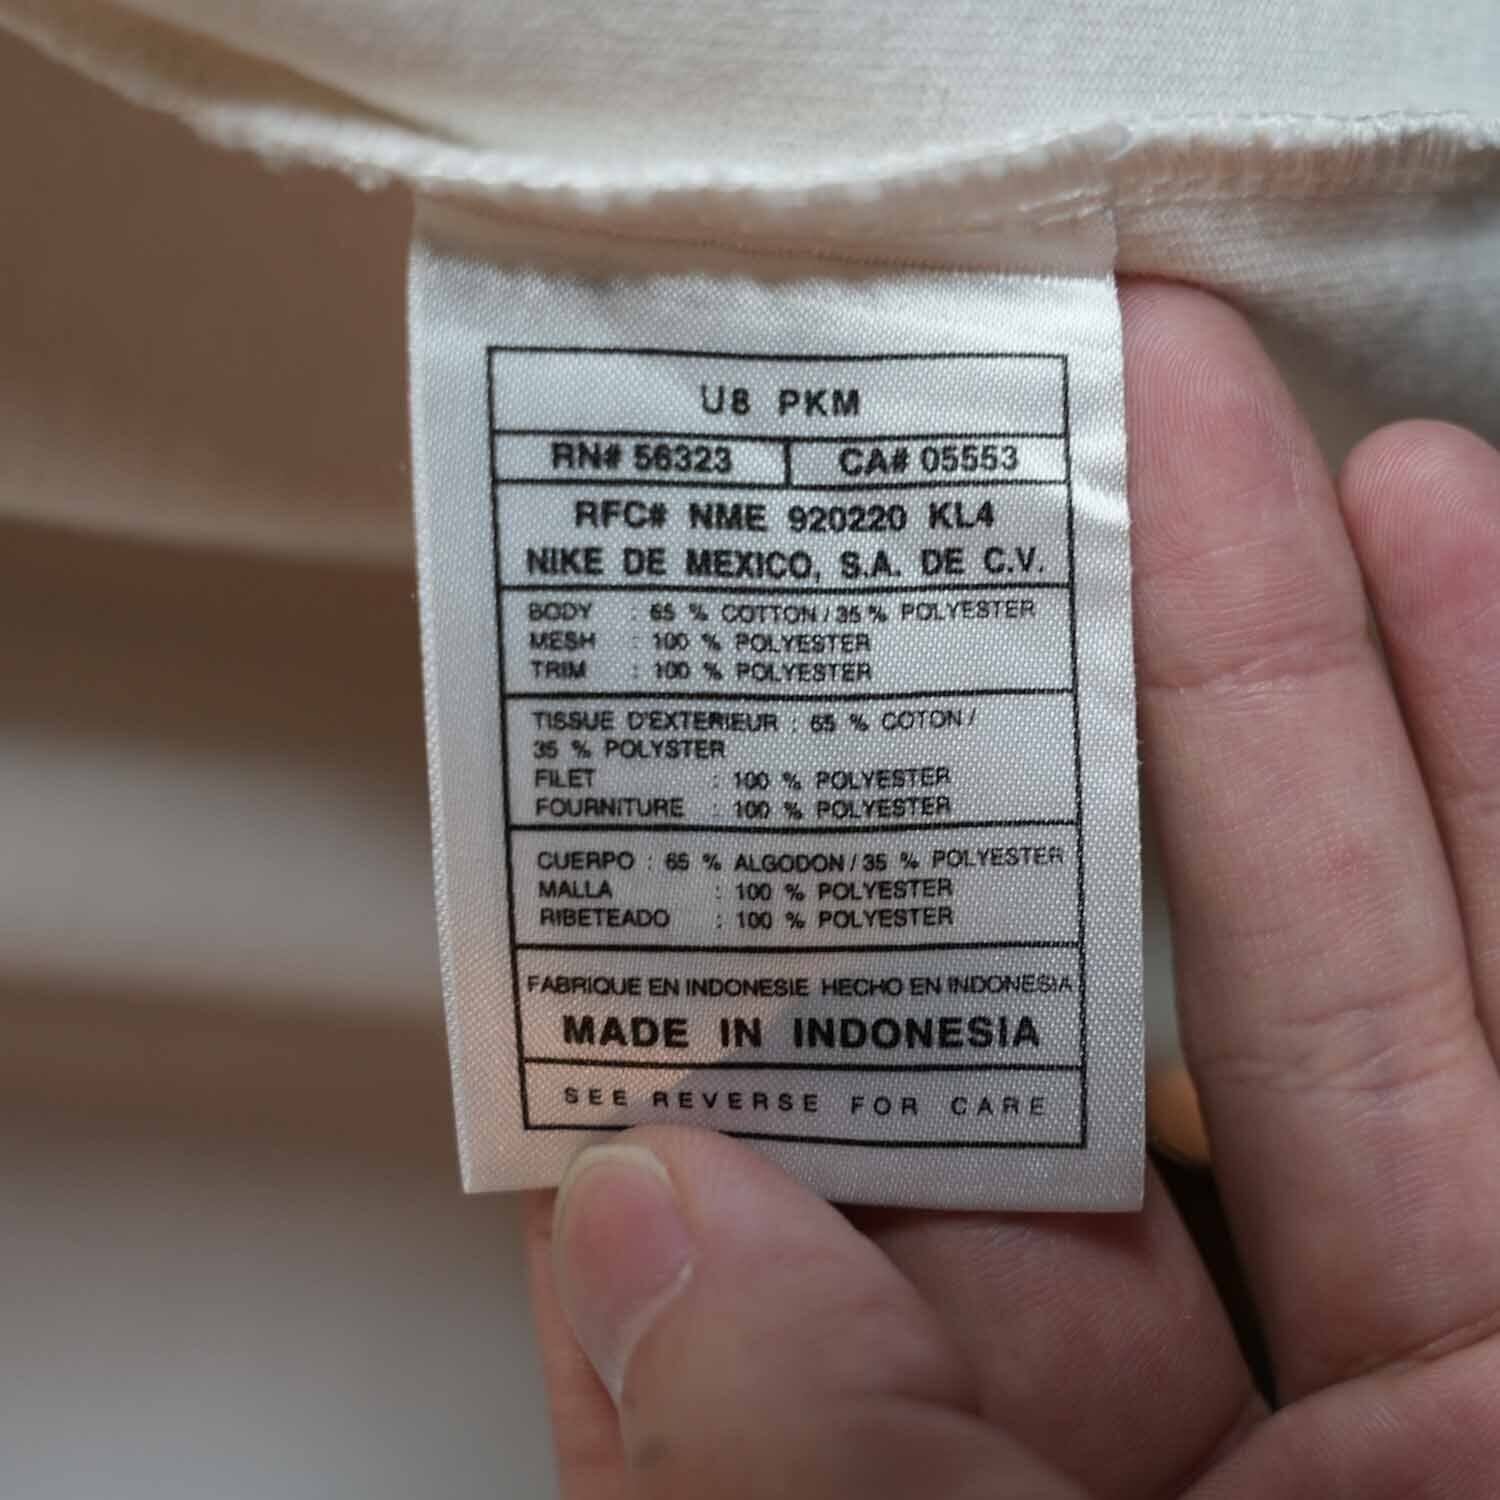 U8 PKM
RN# 56323 CA# 05553
RFC# NME 920220 KL4
NIKE DE MEXICO, S.A. DE C.V.
BODY : 65 % COTTON / 35 % POLYESTER
MESH : 100 % POLYESTER
TRIM : 100 % POLYESTER
TISSUE D'EXTERIEUR : 65 % COTON /
35 % POLYSTER
FILET : 100 % POLYESTER
FOURNITURE : 100 % POLYESTER
CUERPO : 65 % ALGODON / 35 % POLYESTER
MALLA : 100 % POLYESTER
RIBETEADO : 100 % POLYESTER
FABRIQUE EN INDONESIE HECHO EN INDONESIA
MADE IN INDONESIA
SEE REVERSE FOR CARE